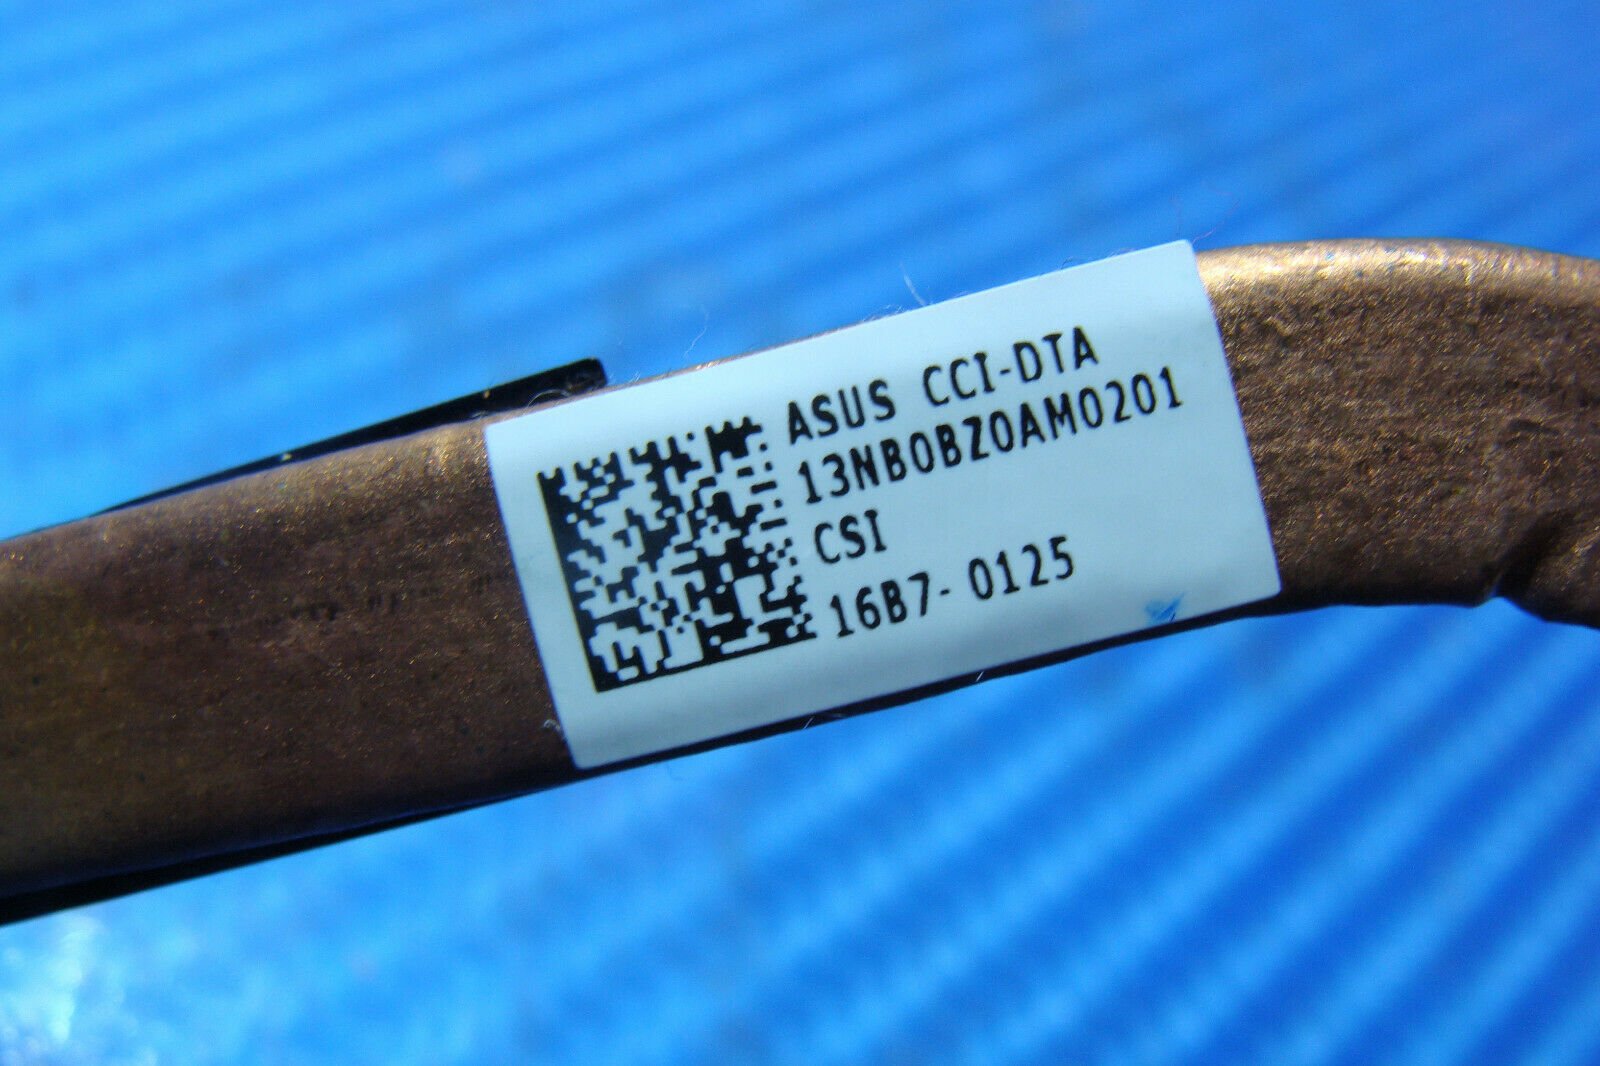 ASUS CCI-DTA
13NB0BZ0AM0201
CSI
16B7-0125